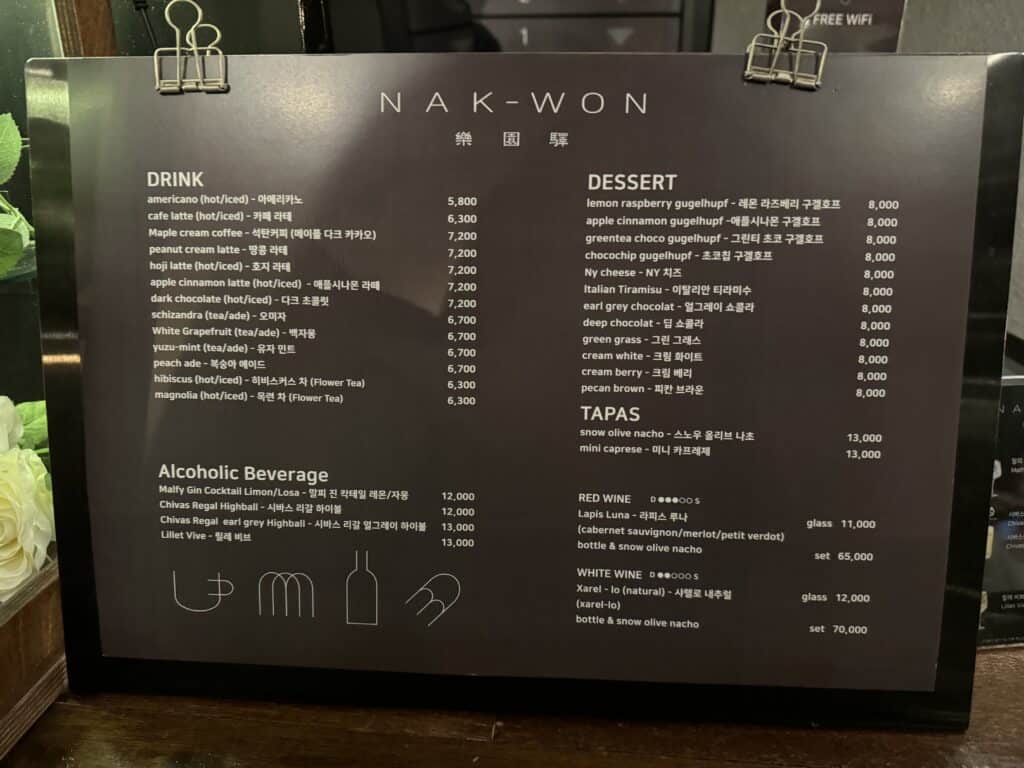 FREE WiFi
NAK-WON
樂園驛
DRINK
americano (hot/iced) - 아메리카노 5,800
cafe latte (hot/iced) - 카페 라테 6,300
Maple cream coffee - 석탄커피 (메이플 다크 카카오) 7,200
peanut cream latte - 땅콩 라테 7,200
hoji latte (hot/iced) - 호지 라테 7,200
apple cinnamon latte (hot/iced) - 애플시나몬 라떼 7,200
dark chocolate (hot/iced) - 다크 초콜릿 7,200
schizandra (tea/ade) - 오미자 6,700
White Grapefruit (tea/ade) - 백자몽 6,700
yuzu-mint (tea/ade) - 유자 민트 6,700
peach ade - 복숭아 에이드 6,700
hibiscus (hot/iced) - 히비스커스 차 (Flower Tea) 6,300
magnolia (hot/iced) - 목련 차 (Flower Tea) 6,300
Alcoholic Beverage
Malfy Gin Cocktail Limon/Losa - 말피 진 칵테일 레몬/자몽 12,000
Chivas Regal Highball - 시바스 리갈 하이볼 12,000
Chivas Regal earl grey Highball - 시바스 리갈 얼그레이 하이볼 13,000
Lillet Vive - 릴레 비브 13,000
DESSERT
lemon raspberry gugelhupf - 레몬 라즈베리 구겔호프 8,000
apple cinnamon gugelhupf -애플시나몬 구겔호프 8,000
greentea choco gugelhupf - 그린티 초코 구겔호프 8,000
chocochip gugelhupf - 초코칩 구겔호프 8,000
Ny cheese - NY 치즈 8,000
Italian Tiramisu - 이탈리안 티라미수 8,000
earl grey chocolat - 얼그레이 쇼콜라 8,000
deep chocolat - 딥 쇼콜라 8,000
green grass - 그린 그래스 8,000
cream white - 크림 화이트 8,000
cream berry - 크림 베리 8,000
pecan brown - 피칸 브라운 8,000
TAPAS
snow olive nacho - 스노우 올리브 나초 13,000
mini caprese - 미니 카프레제 13,000
RED WINE D ●●●○○ S
Lapis Luna - 라피스 루나 glass 11,000
(cabernet sauvignon/merlot/petit verdot)
bottle & snow olive nacho set 65,000
WHITE WINE D ●●○○○ S
Xarel - lo (natural) - 샤렐로 내추럴 glass 12,000
(xarel-lo)
bottle & snow olive nacho set 70,000